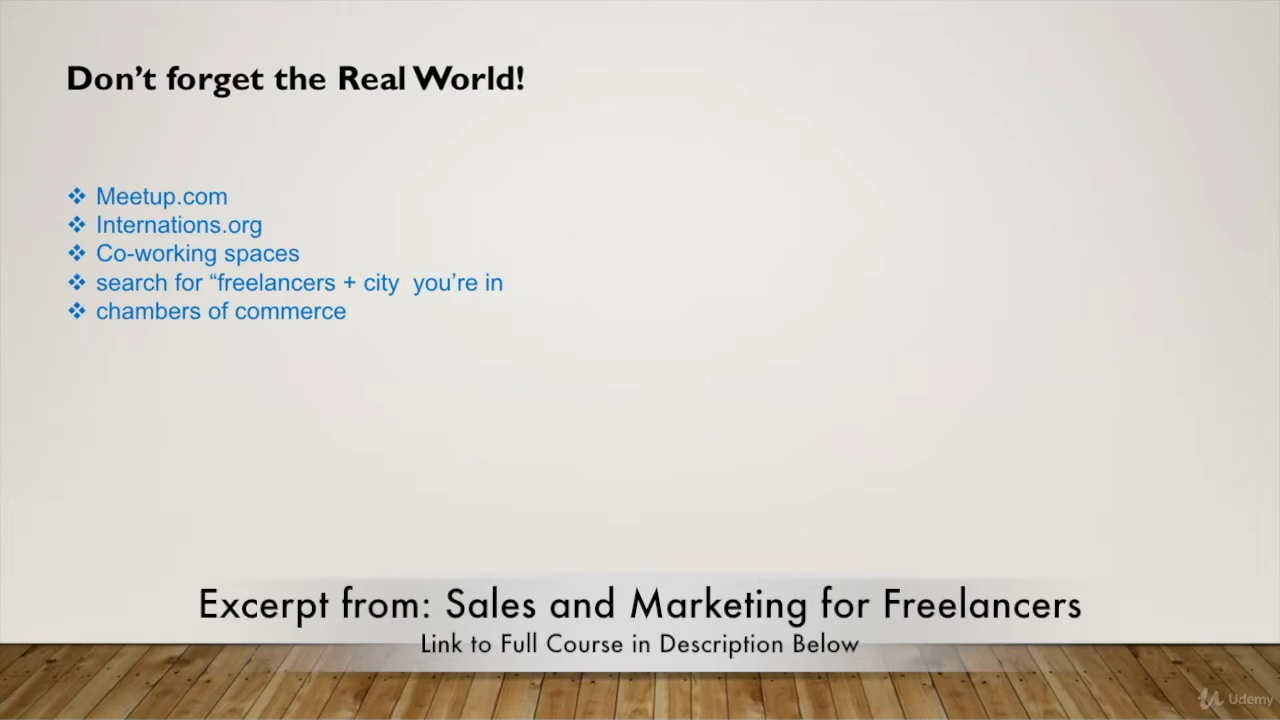 Don’t forget the Real World!
Meetup.com
Internations.org
Co-working spaces
search for “freelancers + city  you’re in
chambers of commerce
Excerpt from: Sales and Marketing for Freelancers
Link to Full Course in Description Below
Udemy